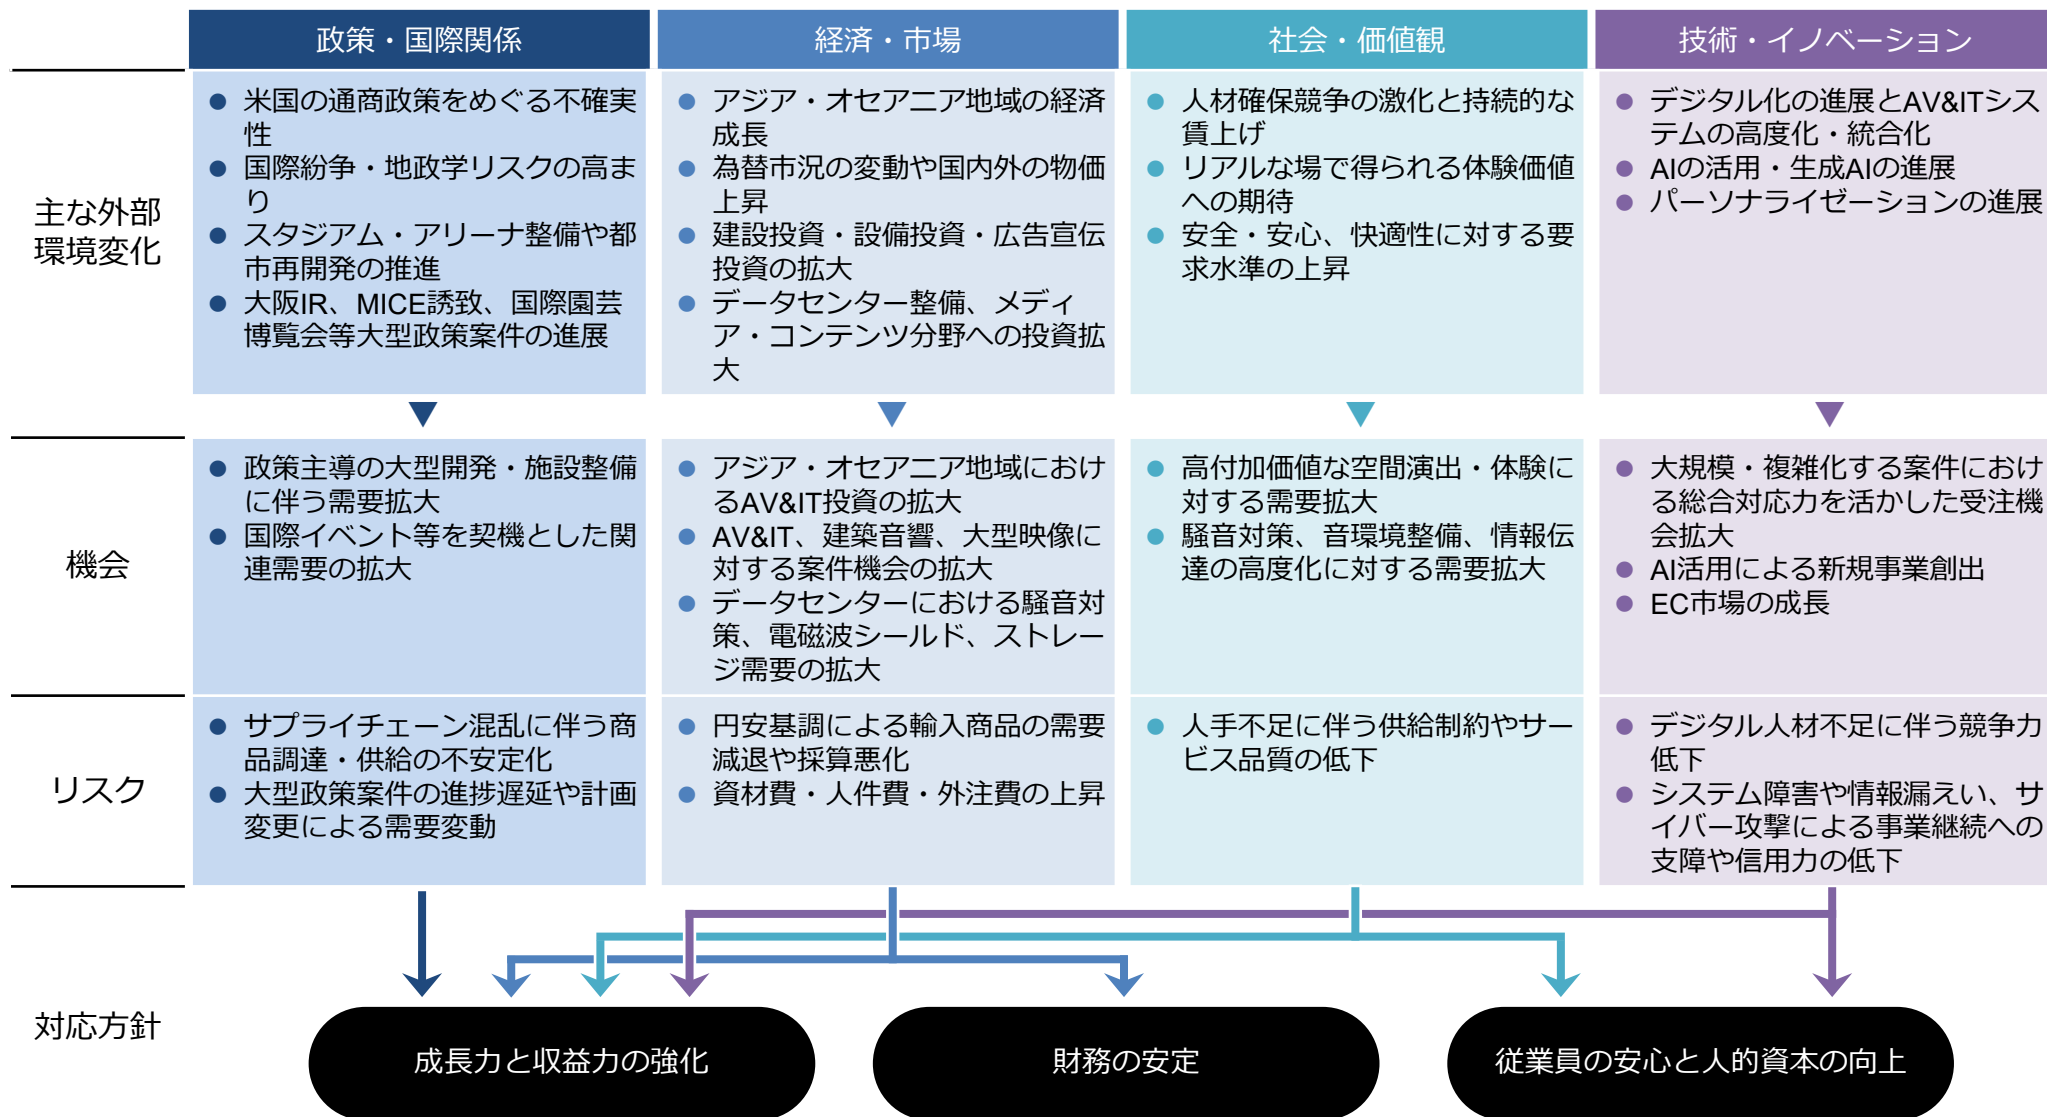 政策・国際関係
経済・市場
社会・価値観
技術・イノベーション
主な外部
環境変化
● 米国の通商政策をめぐる不確実
性
● 国際紛争・地政学リスクの高ま
り
● スタジアム・アリーナ整備や都
市再開発の推進
● 大阪IR、MICE誘致、国際園芸
博覧会等大型政策案件の進展
● アジア・オセアニア地域の経済
成長
● 為替市況の変動や国内外の物価
上昇
● 建設投資・設備投資・広告宣伝
投資の拡大
● データセンター整備、メディ
ア・コンテンツ分野への投資拡
大
● 人材確保競争の激化と持続的な
賃上げ
● リアルな場で得られる体験価値
への期待
● 安全・安心、快適性に対する要
求水準の上昇
● デジタル化の進展とAV&ITシス
テムの高度化・統合化
● AIの活用・生成AIの進展
● パーソナライゼーションの進展
機会
● 政策主導の大型開発・施設整備
に伴う需要拡大
● 国際イベント等を契機とした関
連需要の拡大
● アジア・オセアニア地域におけ
るAV&IT投資の拡大
● AV&IT、建築音響、大型映像に
対する案件機会の拡大
● データセンターにおける騒音対
策、電磁波シールド、ストレー
ジ需要の拡大
● 高付加価値な空間演出・体験に
対する需要拡大
● 騒音対策、音環境整備、情報伝
達の高度化に対する需要拡大
● 大規模・複雑化する案件におけ
る総合対応力を活かした受注機
会拡大
● AI活用による新規事業創出
● EC市場の成長
リスク
● サプライチェーン混乱に伴う商
品調達・供給の不安定化
● 大型政策案件の進捗遅延や計画
変更による需要変動
● 円安基調による輸入商品の需要
減退や採算悪化
● 資材費・人件費・外注費の上昇
● 人手不足に伴う供給制約やサー
ビス品質の低下
● デジタル人材不足に伴う競争力
低下
● システム障害や情報漏えい、サ
イバー攻撃による事業継続への
支障や信用力の低下
対応方針
成長力と収益力の強化
財務の安定
従業員の安心と人的資本の向上